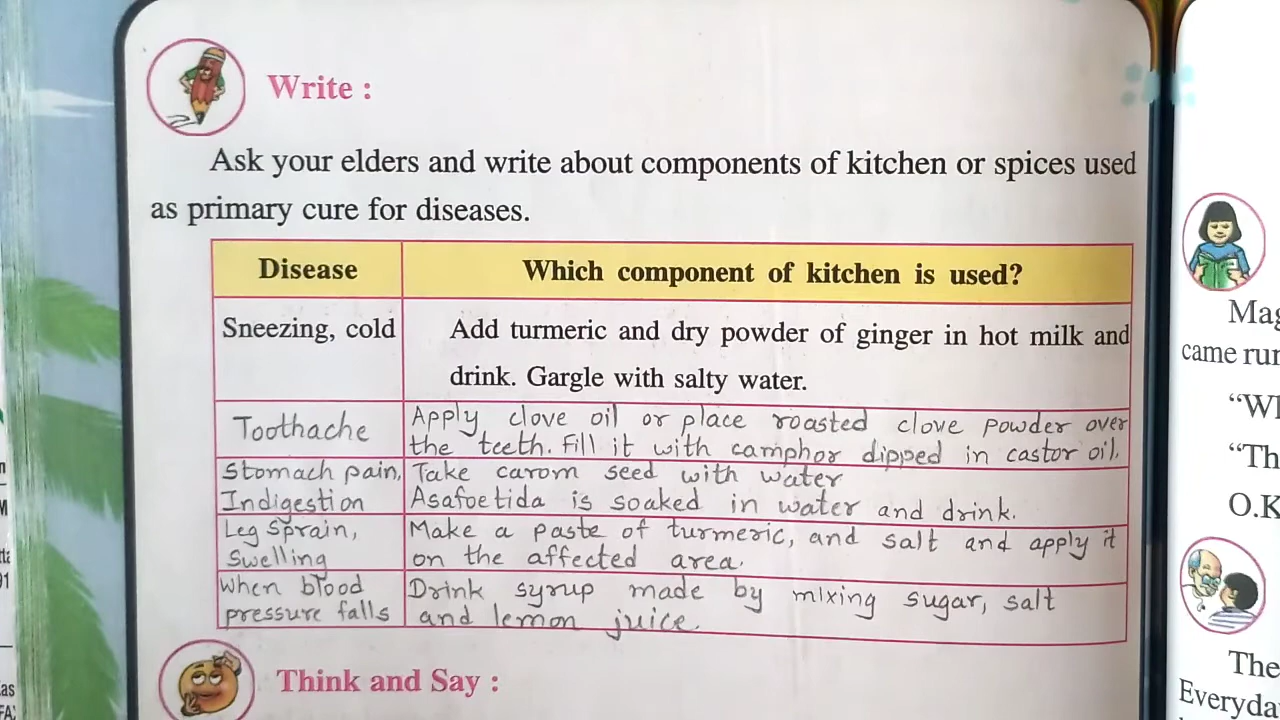 Write :
Ask your elders and write about components of kitchen or spices used
as primary cure for diseases.
Disease
Which component of kitchen is used?
Sneezing, cold
Add turmeric and dry powder of ginger in hot milk and
drink. Gargle with salty water.
Toothache
Apply clove oil or place roasted clove powder over
the teeth. Fill it with camphor dipped in castor oil.
Stomach pain,
Indigestion
Take carom seed with water
Asafoetida is soaked in water and drink.
Leg Sprain,
Swelling
Make a paste of turmeric, and salt and apply it
on the affected area.
When blood
pressure falls
Drink syrup made by mixing sugar, salt
and lemon juice.
Think and Say :
came
O.K
The